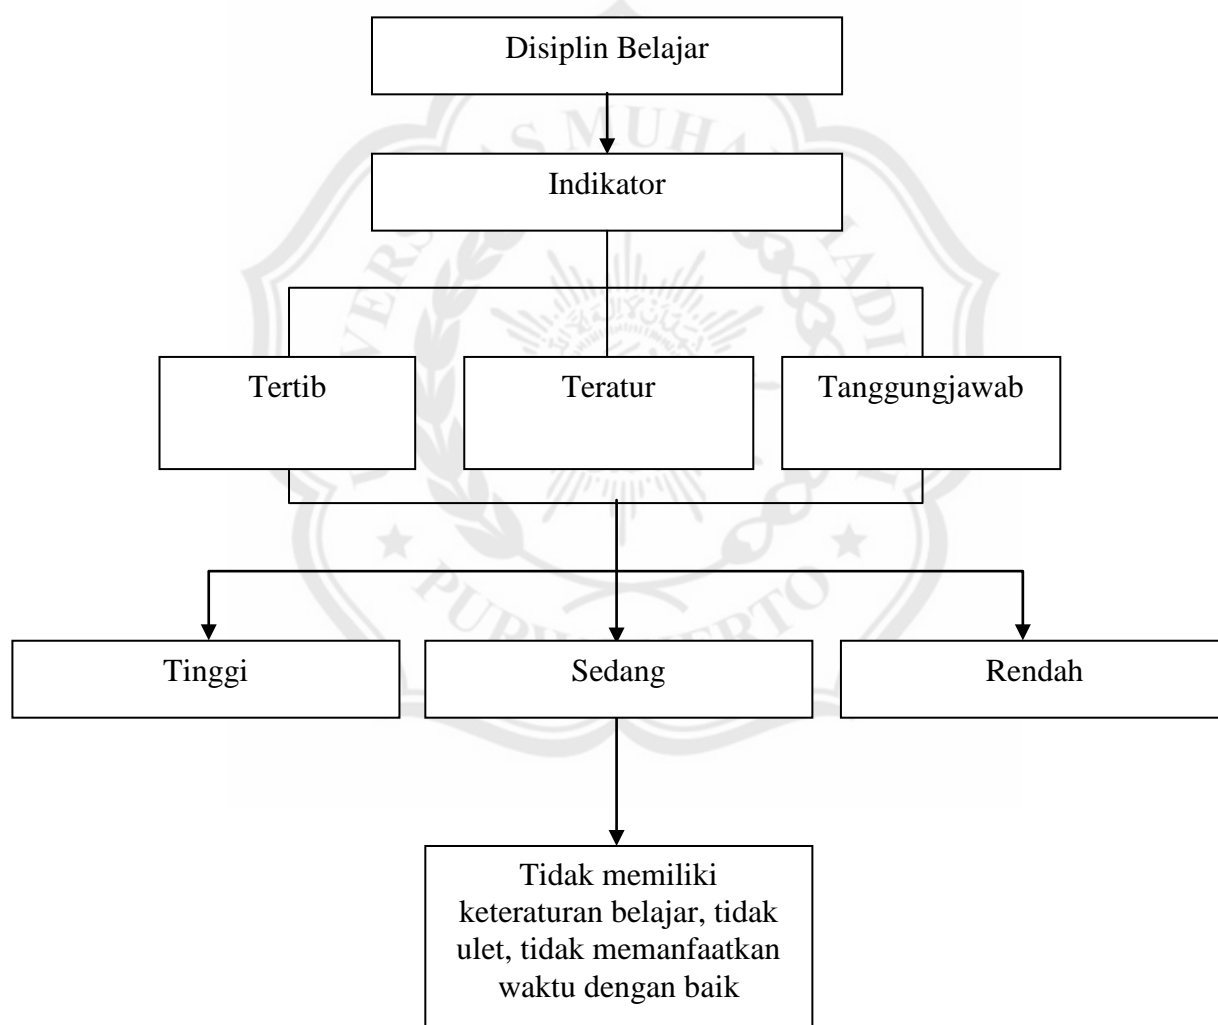 Disiplin Belajar
Indikator
Tertib
Teratur
Tanggungjawab
Tinggi
Sedang
Rendah
Tidak memiliki
keteraturan belajar, tidak
ulet, tidak memanfaatkan
waktu dengan baik